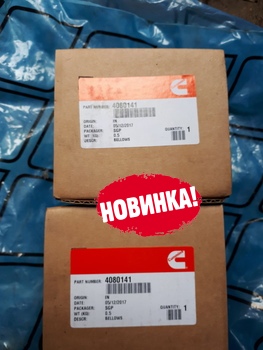 PART NUMBER: 4080141
ORIGIN: IN
DATE: 05/12/2017
PACKAGER: SGP
WT (KG): 0.5 QUANTITY: 1
DESCR: BELLOWS
НОВИНКА!
PART NUMBER: 4080141
ORIGIN: IN
DATE: 05/12/2017
PACKAGER: SGP
WT (KG): 0.5 QUANTITY: 1
DESCR: BELLOWS